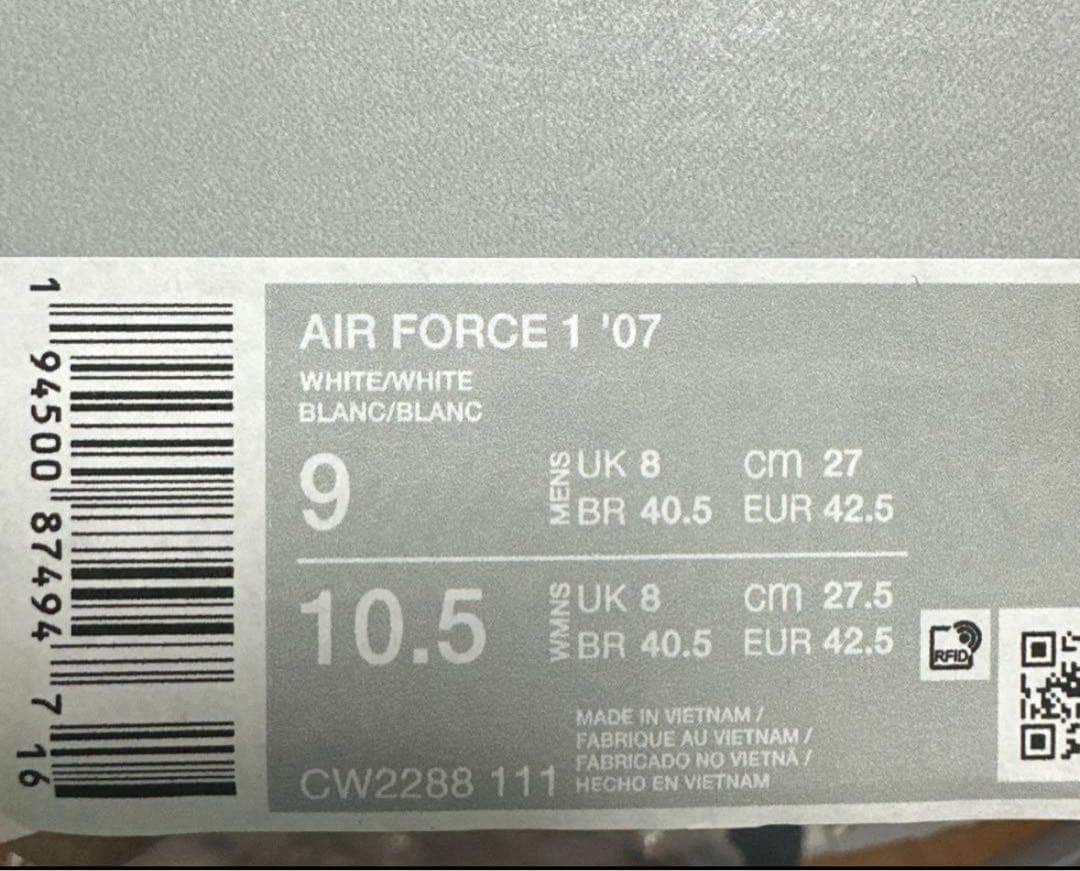 1 94500 87494 7 16
AIR FORCE 1 '07
WHITE/WHITE
BLANC/BLANC
9
MENS
UK 8 cm 27
BR 40.5 EUR 42.5
10.5
WMNS
UK 8 cm 27.5
BR 40.5 EUR 42.5
RFID
MADE IN VIETNAM /
FABRIQUE AU VIETNAM /
FABRICADO NO VIETNÃ /
HECHO EN VIETNAM
CW2288 111